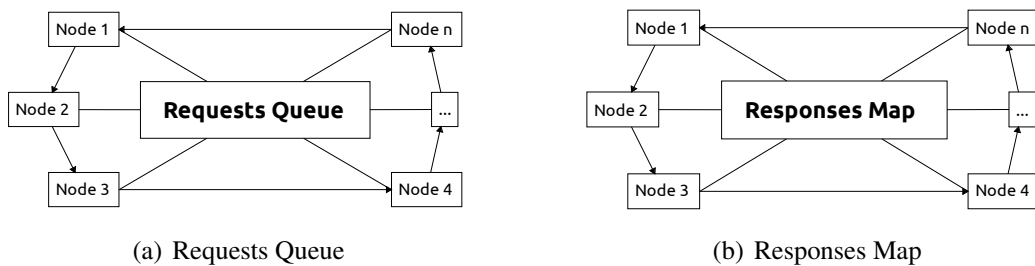 Node 1
Node n
Node 2
Requests Queue
...
Node 3
Node 4
(a) Requests Queue
Node 1
Node n
Node 2
Responses Map
...
Node 3
Node 4
(b) Responses Map